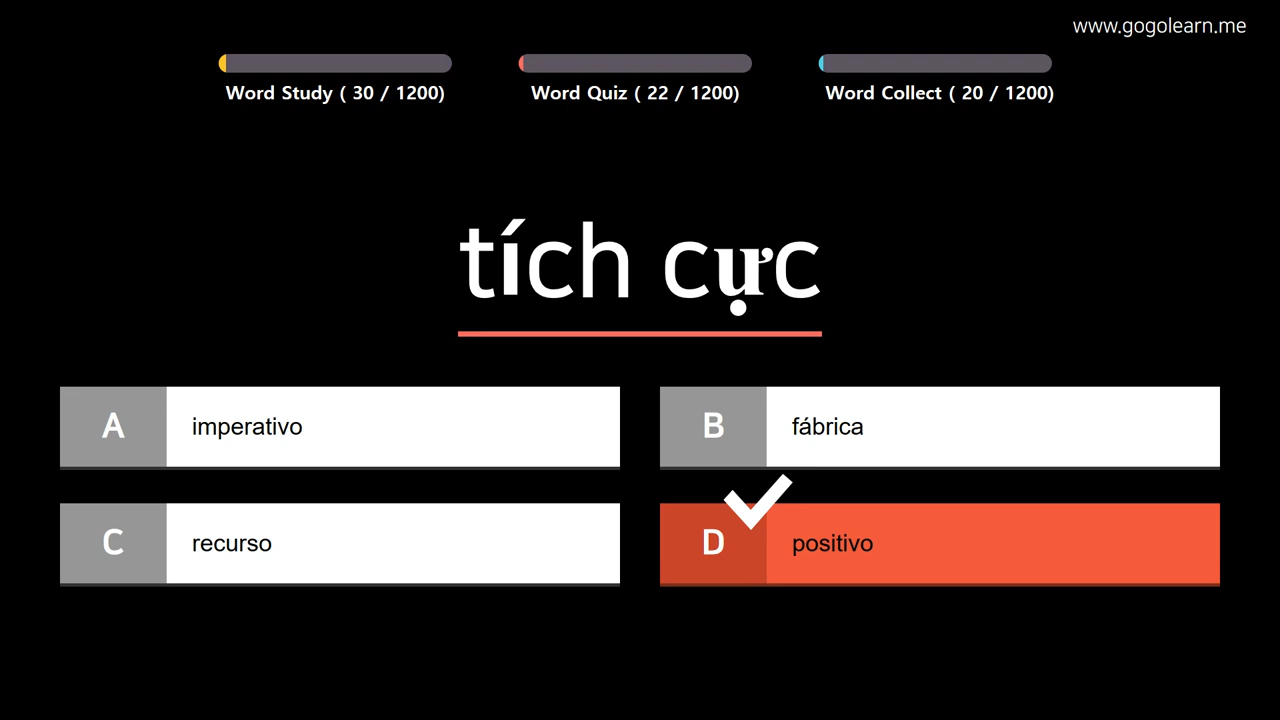 www.gogolearn.me
Word Study ( 30 / 1200)
Word Quiz ( 22 / 1200)
Word Collect ( 20 / 1200)
tích cực
A imperativo
B fábrica
C recurso
D positivo